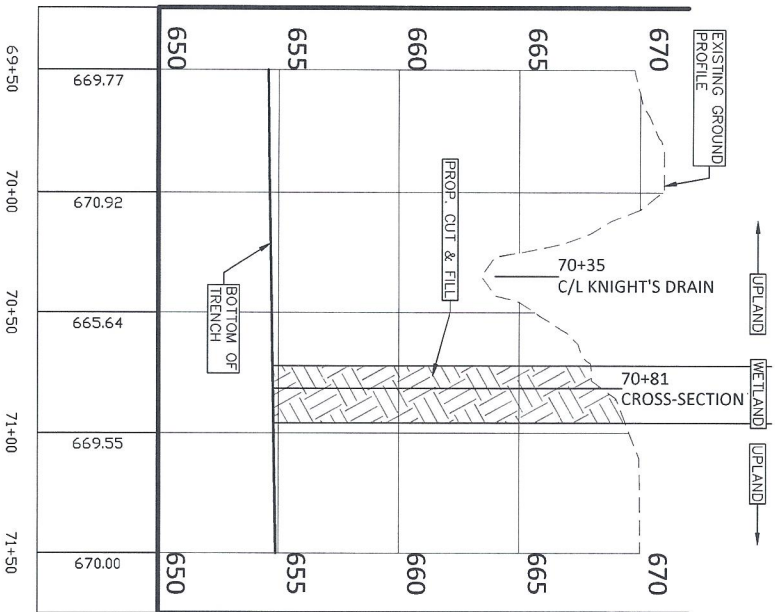 650
655
660
665
670
EXISTING GROUND
PROFILE
69+50
669.77
70+00
670.92
PROP. CUT & FILL
70+35
C/L KNIGHT'S DRAIN
UPLAND
BOTTOM OF
TRENCH
70+50
665.64
WETLAND
70+81
CROSS-SECTION
71+00
669.55
UPLAND
71+50
670.00
650
655
660
665
670